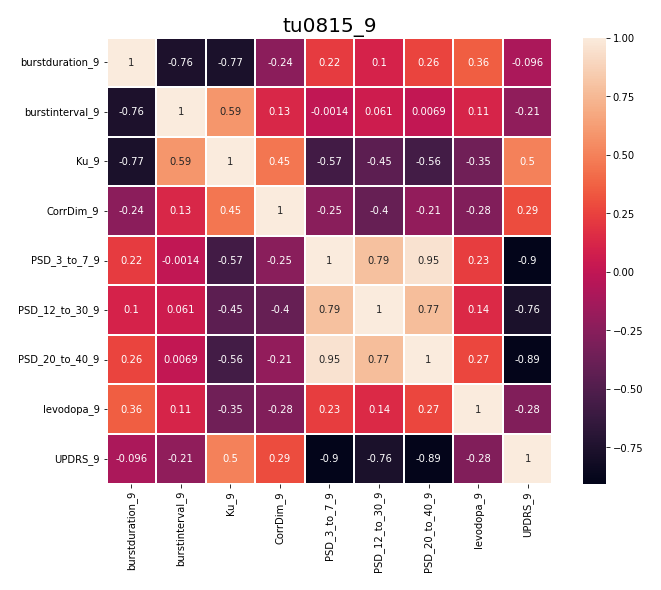 tu0815_9
burstduration_9 1 -0.76 -0.77 -0.24 0.22 0.1 0.26 0.36 -0.096
burstinterval_9 -0.76 1 0.59 0.13 -0.0014 0.061 0.0069 0.11 -0.21
Ku_9 -0.77 0.59 1 0.45 -0.57 -0.45 -0.56 -0.35 0.5
CorrDim_9 -0.24 0.13 0.45 1 -0.25 -0.4 -0.21 -0.28 0.29
PSD_3_to_7_9 0.22 -0.0014 -0.57 -0.25 1 0.79 0.95 0.23 -0.9
PSD_12_to_30_9 0.1 0.061 -0.45 -0.4 0.79 1 0.77 0.14 -0.76
PSD_20_to_40_9 0.26 0.0069 -0.56 -0.21 0.95 0.77 1 0.27 -0.89
levodopa_9 0.36 0.11 -0.35 -0.28 0.23 0.14 0.27 1 -0.28
UPDRS_9 -0.096 -0.21 0.5 0.29 -0.9 -0.76 -0.89 -0.28 1
burstduration_9
burstinterval_9
Ku_9
CorrDim_9
PSD_3_to_7_9
PSD_12_to_30_9
PSD_20_to_40_9
levodopa_9
UPDRS_9
1.00
0.75
0.50
0.25
0.00
−0.25
−0.50
−0.75